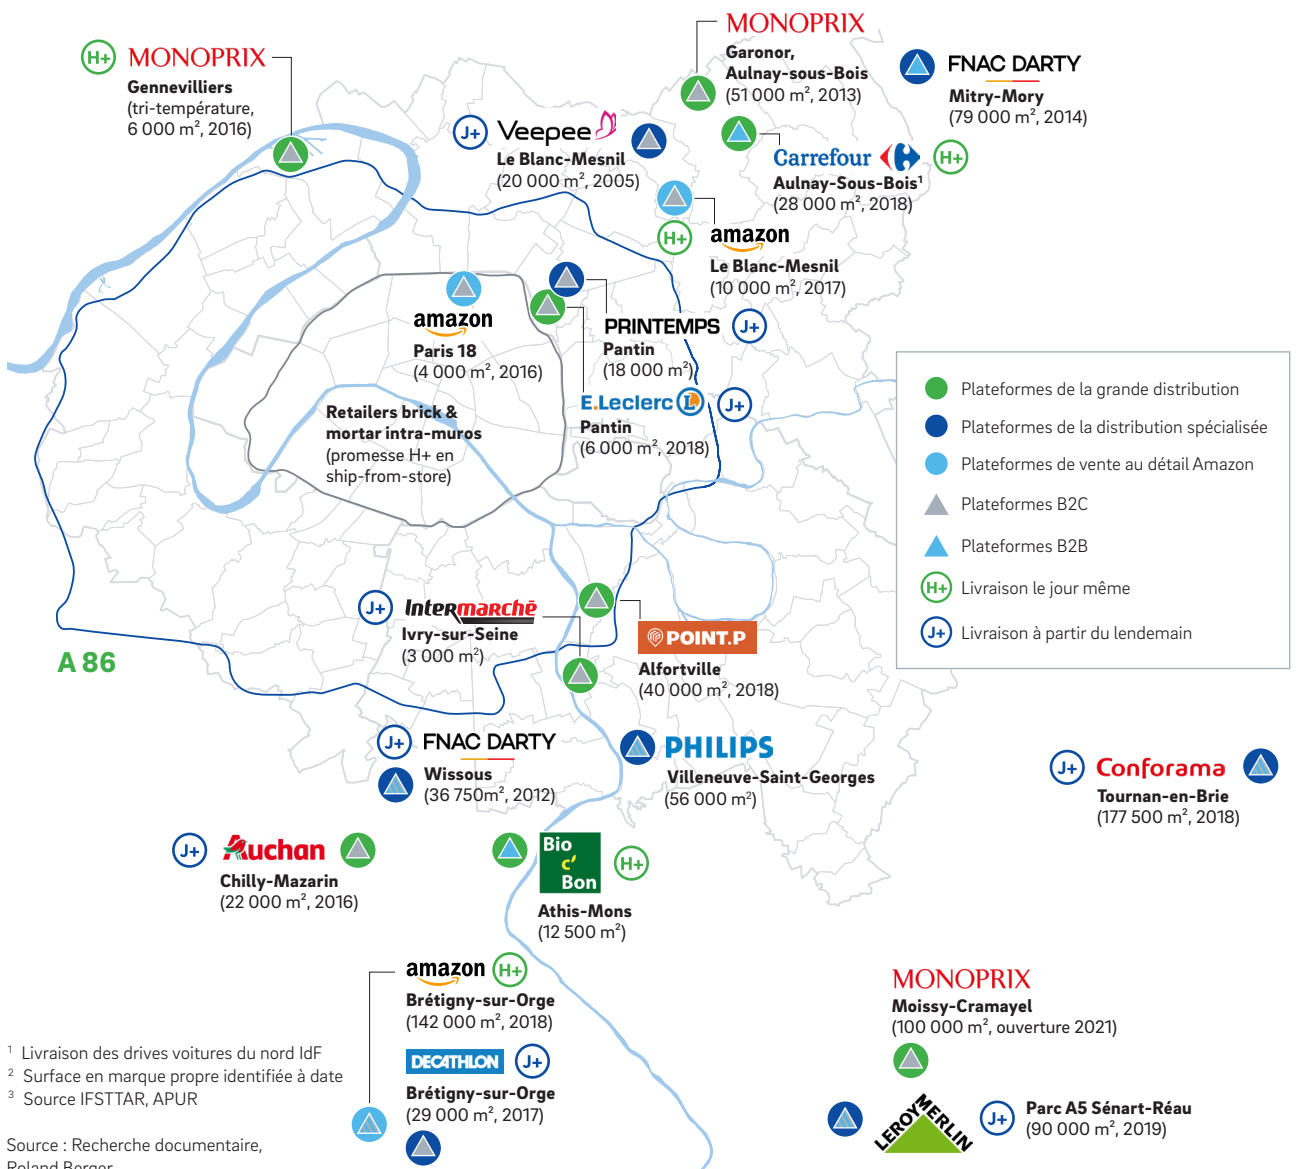 H+ MONOPRIX
Gennevilliers
(tri-température,
6 000 m², 2016)
MONOPRIX
Garonor,
Aulnay-sous-Bois
(51 000 m², 2013)
FNAC DARTY
Mitry-Mory
(79 000 m², 2014)
J+ Veepee
Le Blanc-Mesnil
(20 000 m², 2005)
Carrefour H+
Aulnay-Sous-Bois¹
(28 000 m², 2018)
H+ amazon
Le Blanc-Mesnil
(10 000 m², 2017)
amazon
Paris 18
(4 000 m², 2016)
PRINTEMPS J+
Pantin
(18 000 m²)
E.Leclerc L J+
Pantin
(6 000 m², 2018)
Retailers brick &
mortar intra-muros
(promesse H+ en
ship-from-store)
Plateformes de la grande distribution
Plateformes de la distribution spécialisée
Plateformes de vente au détail Amazon
Plateformes B2C
Plateformes B2B
H+ Livraison le jour même
J+ Livraison à partir du lendemain
A 86
J+ Intermarché
Ivry-sur-Seine
(3 000 m²)
POINT.P
Alfortville
(40 000 m², 2018)
J+ FNAC DARTY
Wissous
(36 750m², 2012)
PHILIPS
Villeneuve-Saint-Georges
(56 000 m²)
J+ Conforama
Tournan-en-Brie
(177 500 m², 2018)
J+ Auchan
Chilly-Mazarin
(22 000 m², 2016)
Bio
c'
Bon
H+
Athis-Mons
(12 500 m²)
amazon H+
Brétigny-sur-Orge
(142 000 m², 2018)
DECATHLON J+
Brétigny-sur-Orge
(29 000 m², 2017)
MONOPRIX
Moissy-Cramayel
(100 000 m², ouverture 2021)
LEROY MERLIN J+
Parc A5 Sénart-Réau
(90 000 m², 2019)
¹ Livraison des drives voitures du nord IdF
² Surface en marque propre identifiée à date
³ Source IFSTTAR, APUR
Source : Recherche documentaire,
Roland Berger